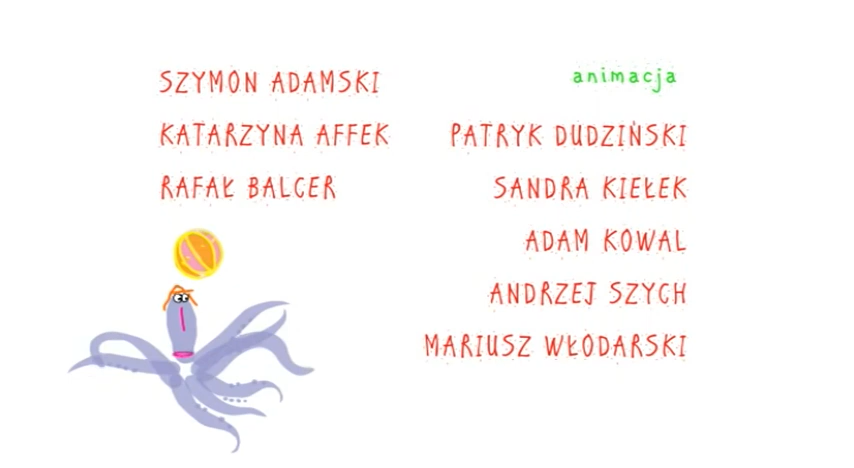 animacja
SZYMON ADAMSKI
KATARZYNA AFFEK
RAFAŁ BALCER
PATRYK DUDZIŃSKI
SANDRA KIEŁEK
ADAM KOWAL
ANDRZEJ SZYCH
MARIUSZ WŁODARSKI